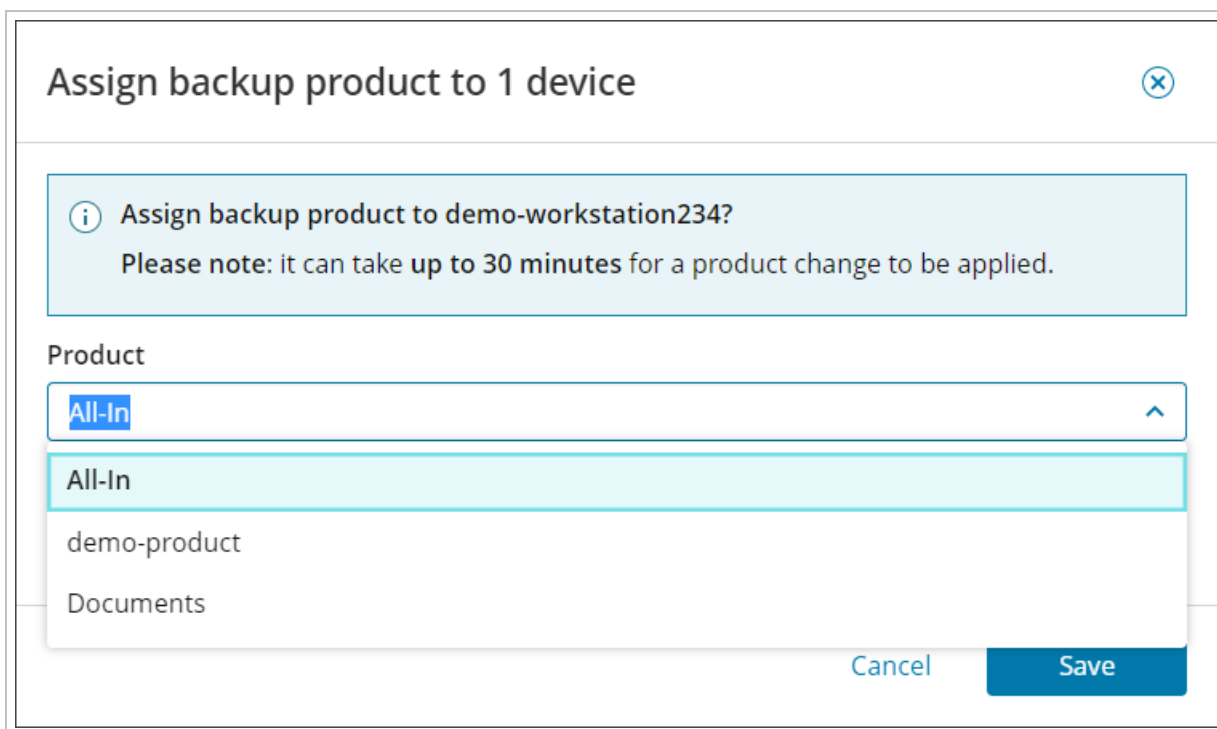 Assign backup product to 1 device
Assign backup product to demo-workstation234?
Please note: it can take up to 30 minutes for a product change to be applied.
Product
All-In
All-In
demo-product
Documents
Cancel
Save